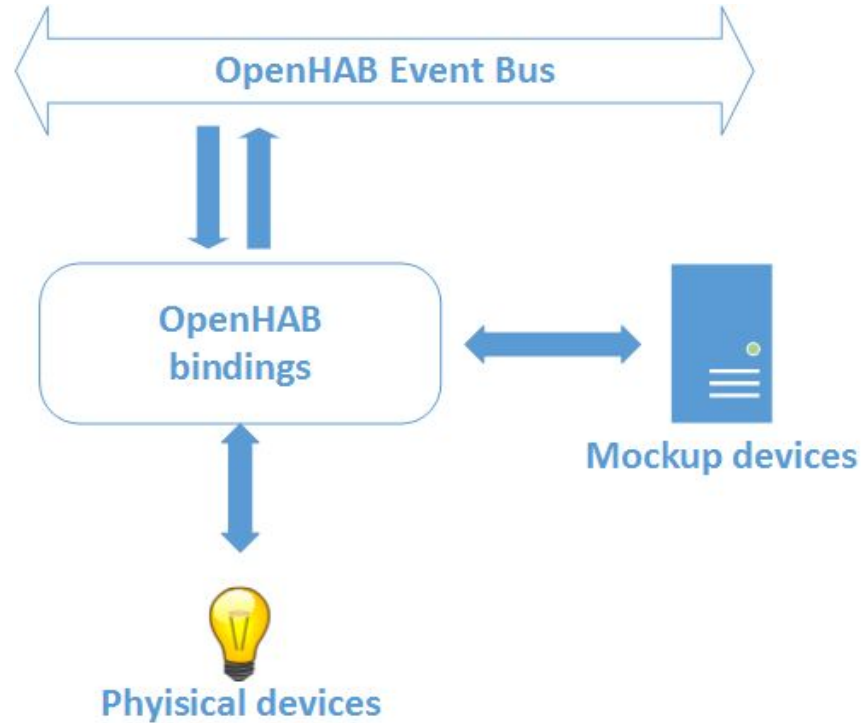 OpenHAB Event Bus
OpenHAB
bindings
Mockup devices
Phyisical devices